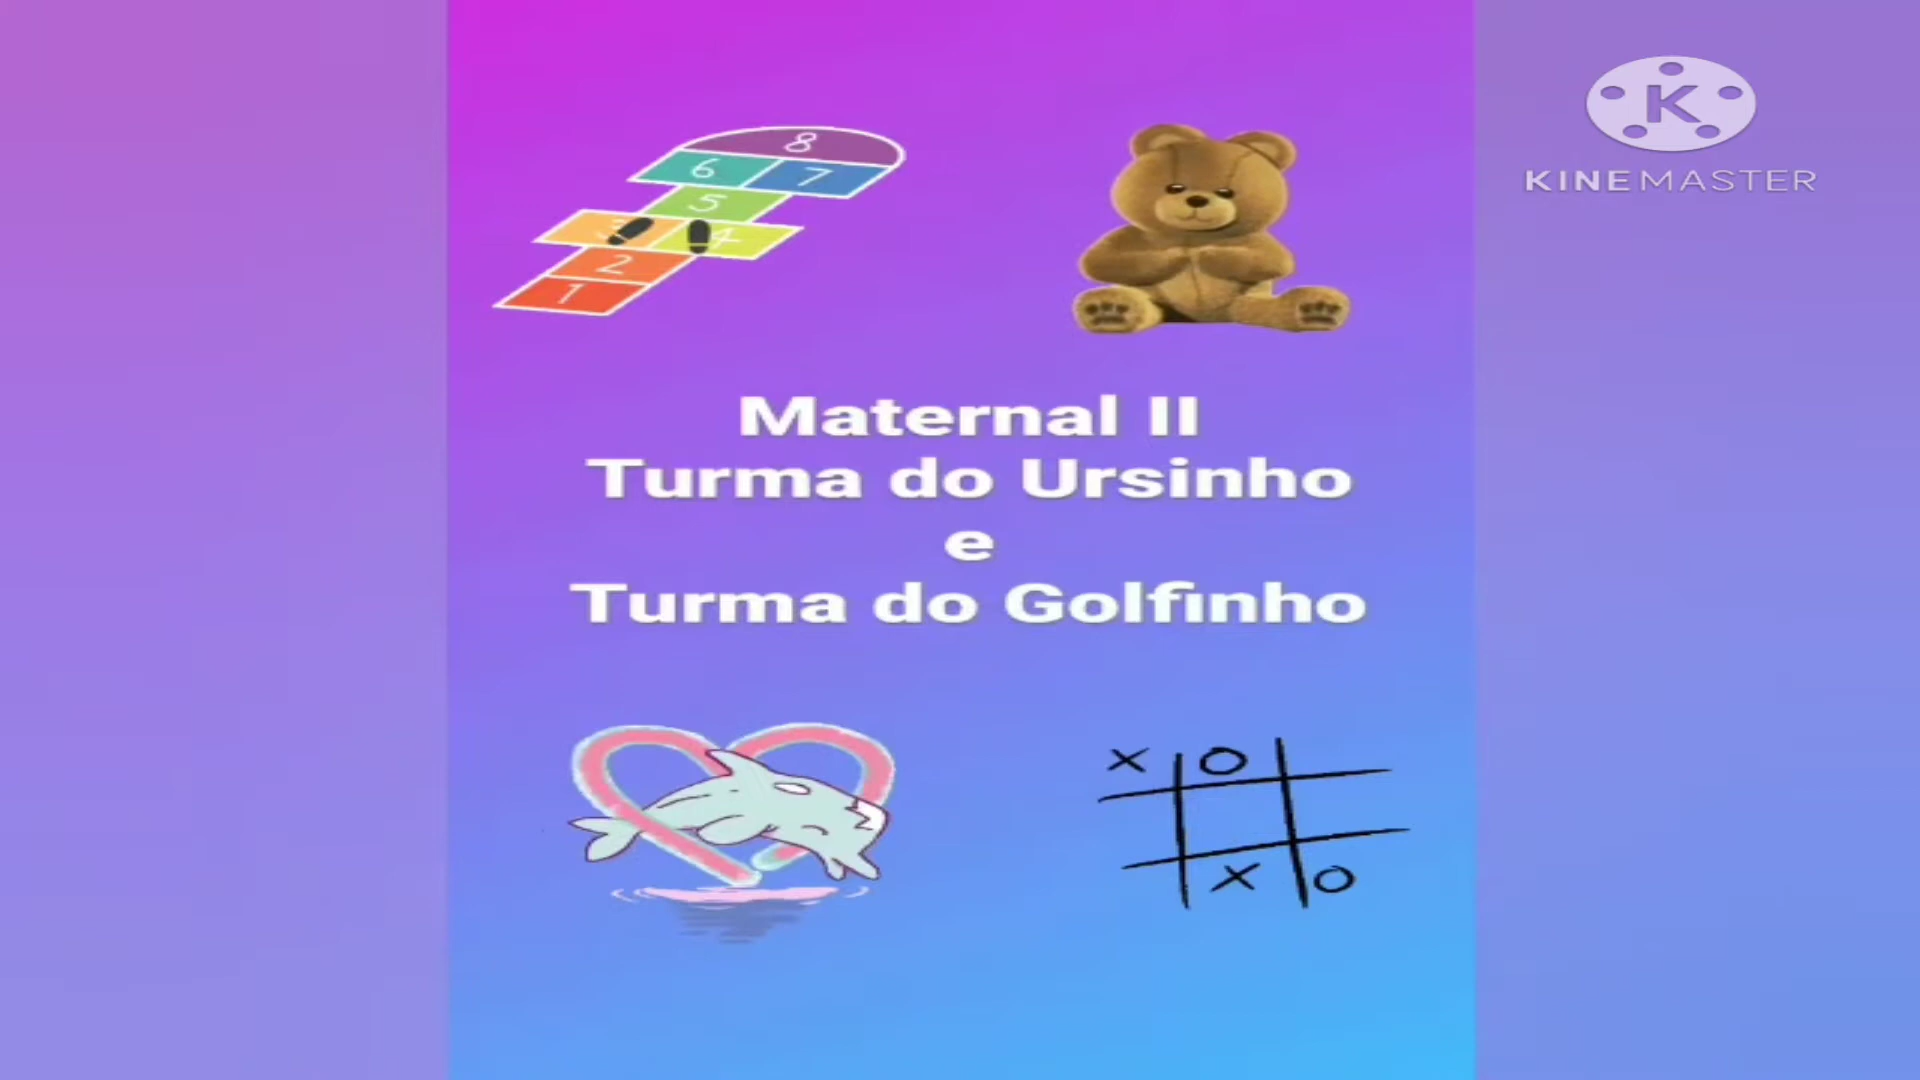 8
6 7
5
3 4
2
1
K
KINEMASTER
Maternal II
Turma do Ursinho
e
Turma do Golfinho
X O
X O